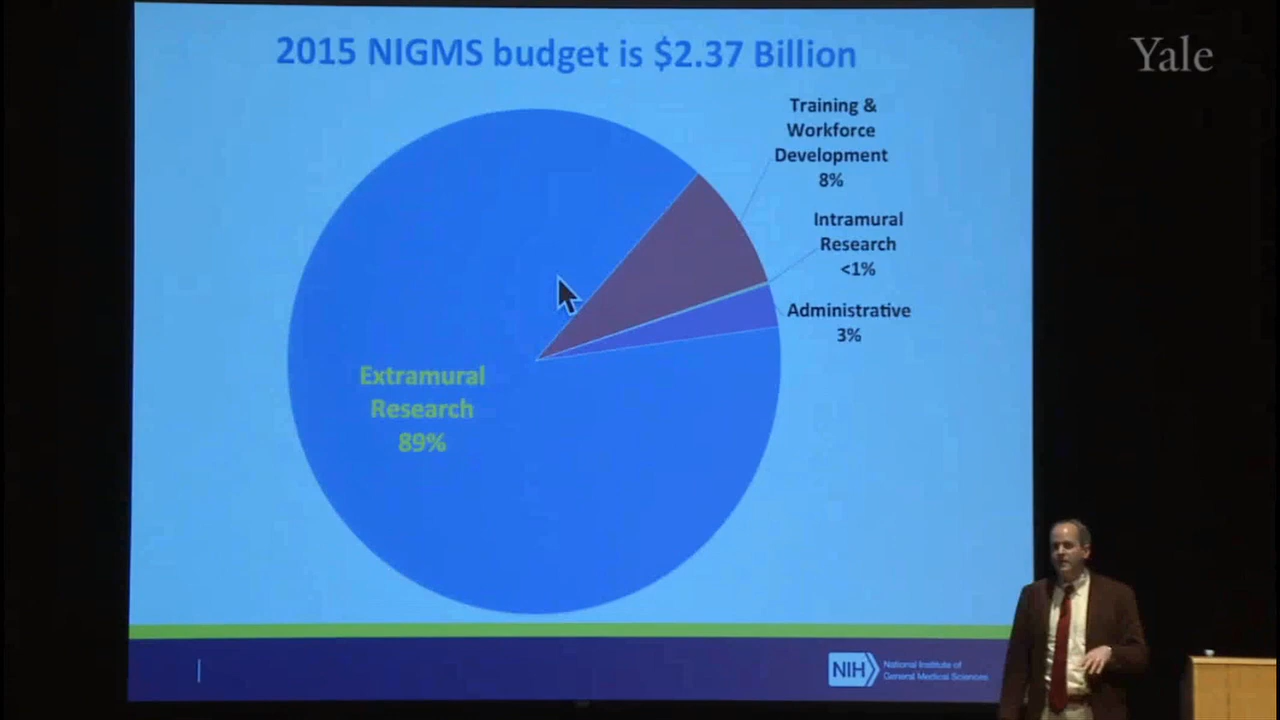 2015 NIGMS budget is $2.37 Billion
Yale
Training &
Workforce
Development
8%
Intramural
Research
<1%
Administrative
3%
Extramural
Research
89%
NIH
National Institute of
General Medical Sciences